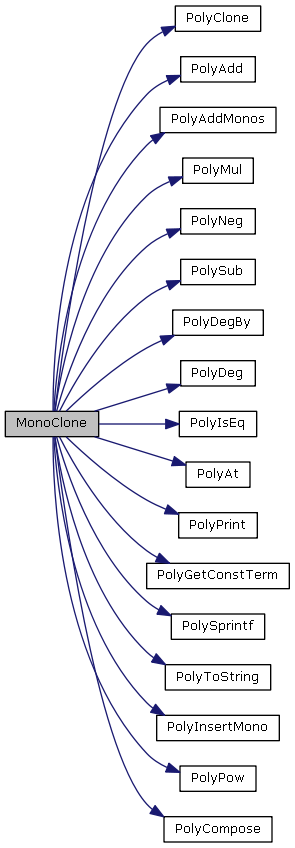 PolyClone
PolyAdd
PolyAddMonos
PolyMul
PolyNeg
PolySub
PolyDegBy
PolyDeg
MonoClone
PolyIsEq
PolyAt
PolyPrint
PolyGetConstTerm
PolySprintf
PolyToString
PolyInsertMono
PolyPow
PolyCompose